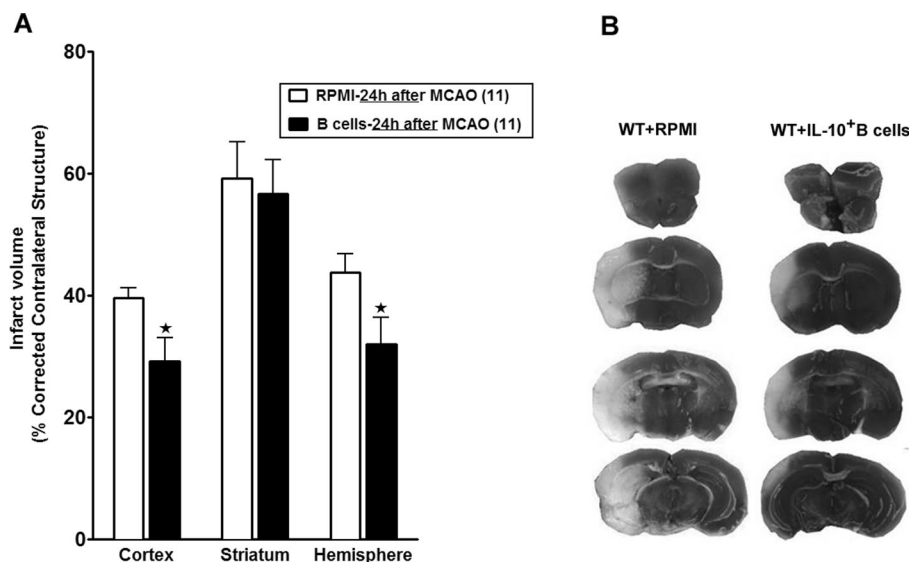 A
B
Infarct volume
(% Corrected Contralateral Structure)
80
60
40
20
0
RPMI-24h after MCAO (11)
B cells-24h after MCAO (11)
★
★
Cortex
Striatum
Hemisphere
WT+RPMI
WT+IL-10+B cells